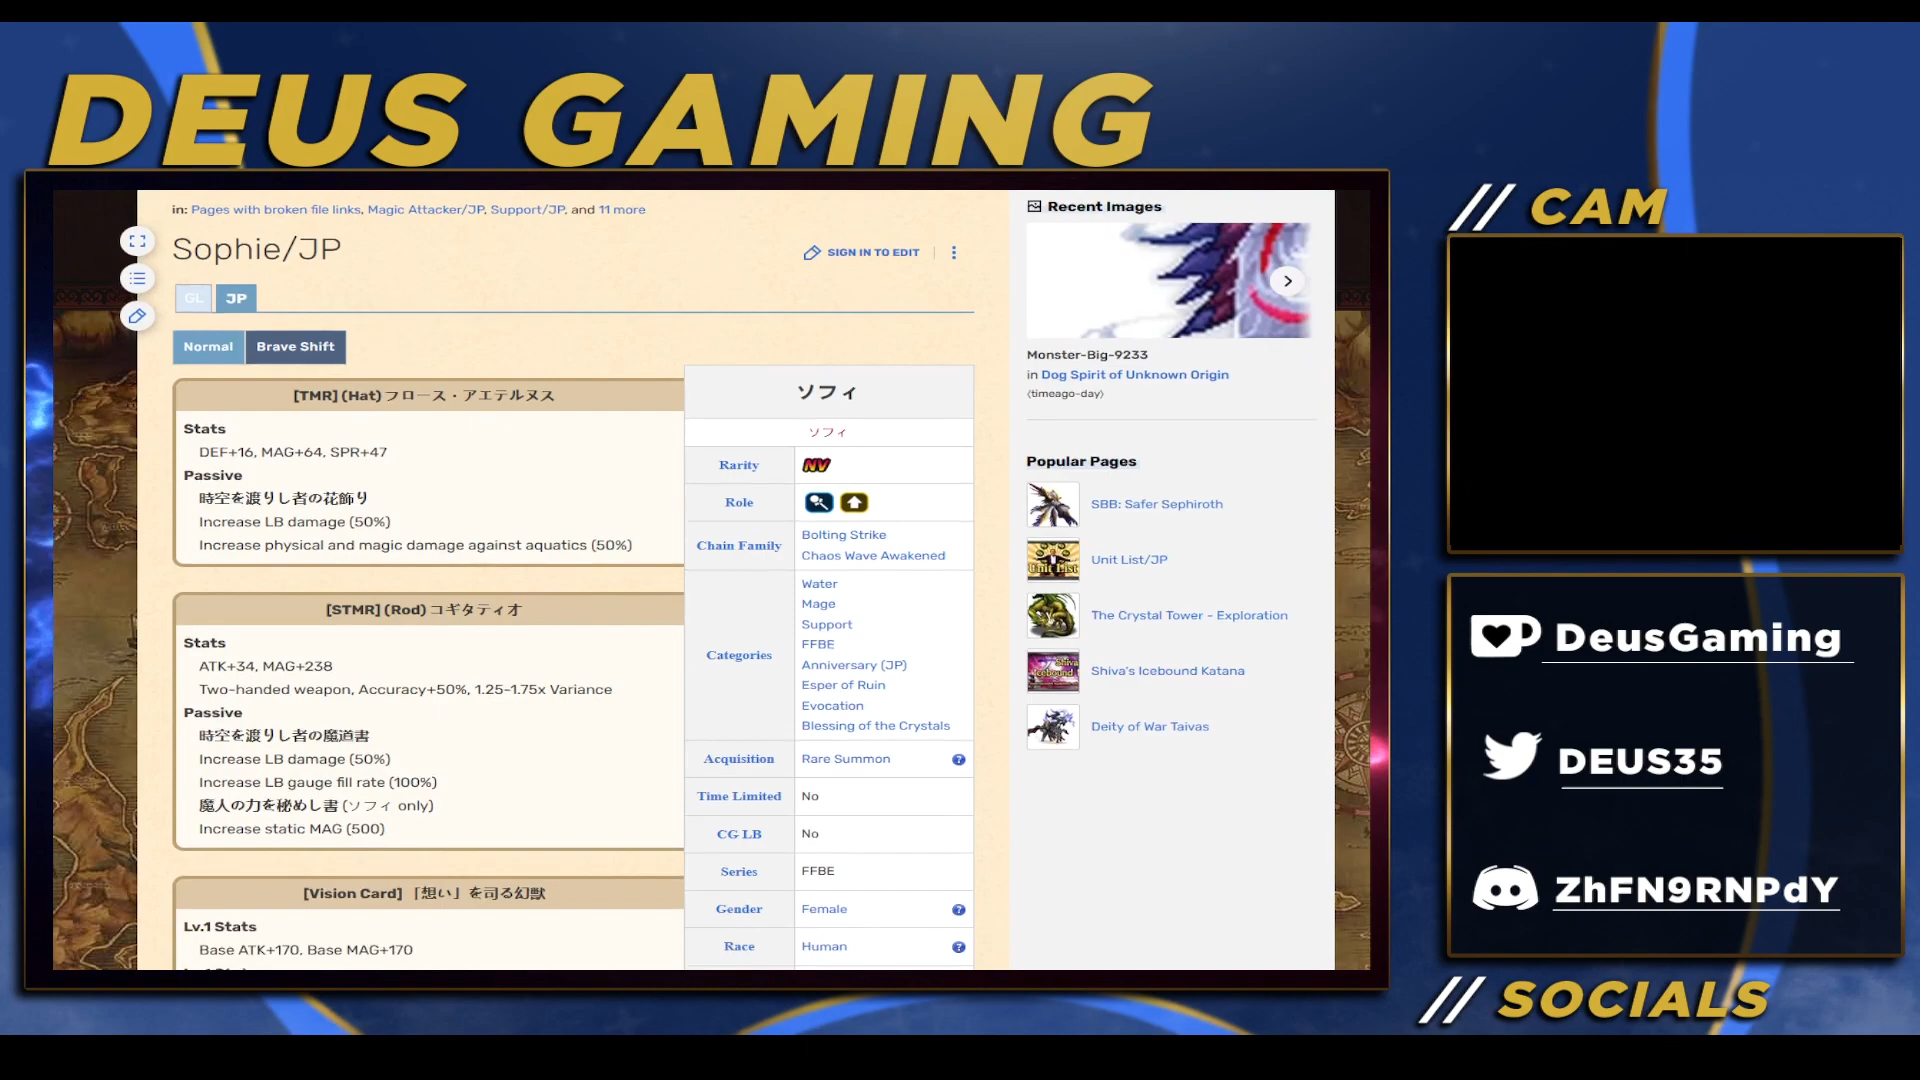 DEUS GAMING
in: Pages with broken file links, Magic Attacker/JP, Support/JP, and 11 more
Sophie/JP
SIGN IN TO EDIT
GL
JP
Normal
Brave Shift
[TMR] (Hat) フロース・アエテルヌス
Stats
DEF+16, MAG+64, SPR+47
Passive
時空を渡りし者の花飾り
Increase LB damage (50%)
Increase physical and magic damage against aquatics (50%)
[STMR] (Rod) コギタティオ
Stats
ATK+34, MAG+238
Two-handed weapon, Accuracy+50%, 1.25-1.75x Variance
Passive
時空を渡りし者の魔道書
Increase LB damage (50%)
Increase LB gauge fill rate (100%)
魔人の力を秘めし書 (ソフィ only)
Increase static MAG (500)
[Vision Card] 「想い」を司る幻獣
Lv.1 Stats
Base ATK+170, Base MAG+170
ソフィ
ソフィ
Rarity
NV
Role
Chain Family
Bolting Strike
Chaos Wave Awakened
Categories
Water
Mage
Support
FFBE
Anniversary (JP)
Esper of Ruin
Evocation
Blessing of the Crystals
Acquisition
Rare Summon
Time Limited
No
CG LB
No
Series
FFBE
Gender
Female
Race
Human
Recent Images
Monster-Big-9233
in Dog Spirit of Unknown Origin
⟨timeago-day⟩
Popular Pages
SBB: Safer Sephiroth
Unit List
Unit List/JP
The Crystal Tower - Exploration
Shiva's Icebound
Shiva's Icebound Katana
Deity of War Taivas
// CAM
DeusGaming
DEUS35
ZhFN9RNPdY
// SOCIALS